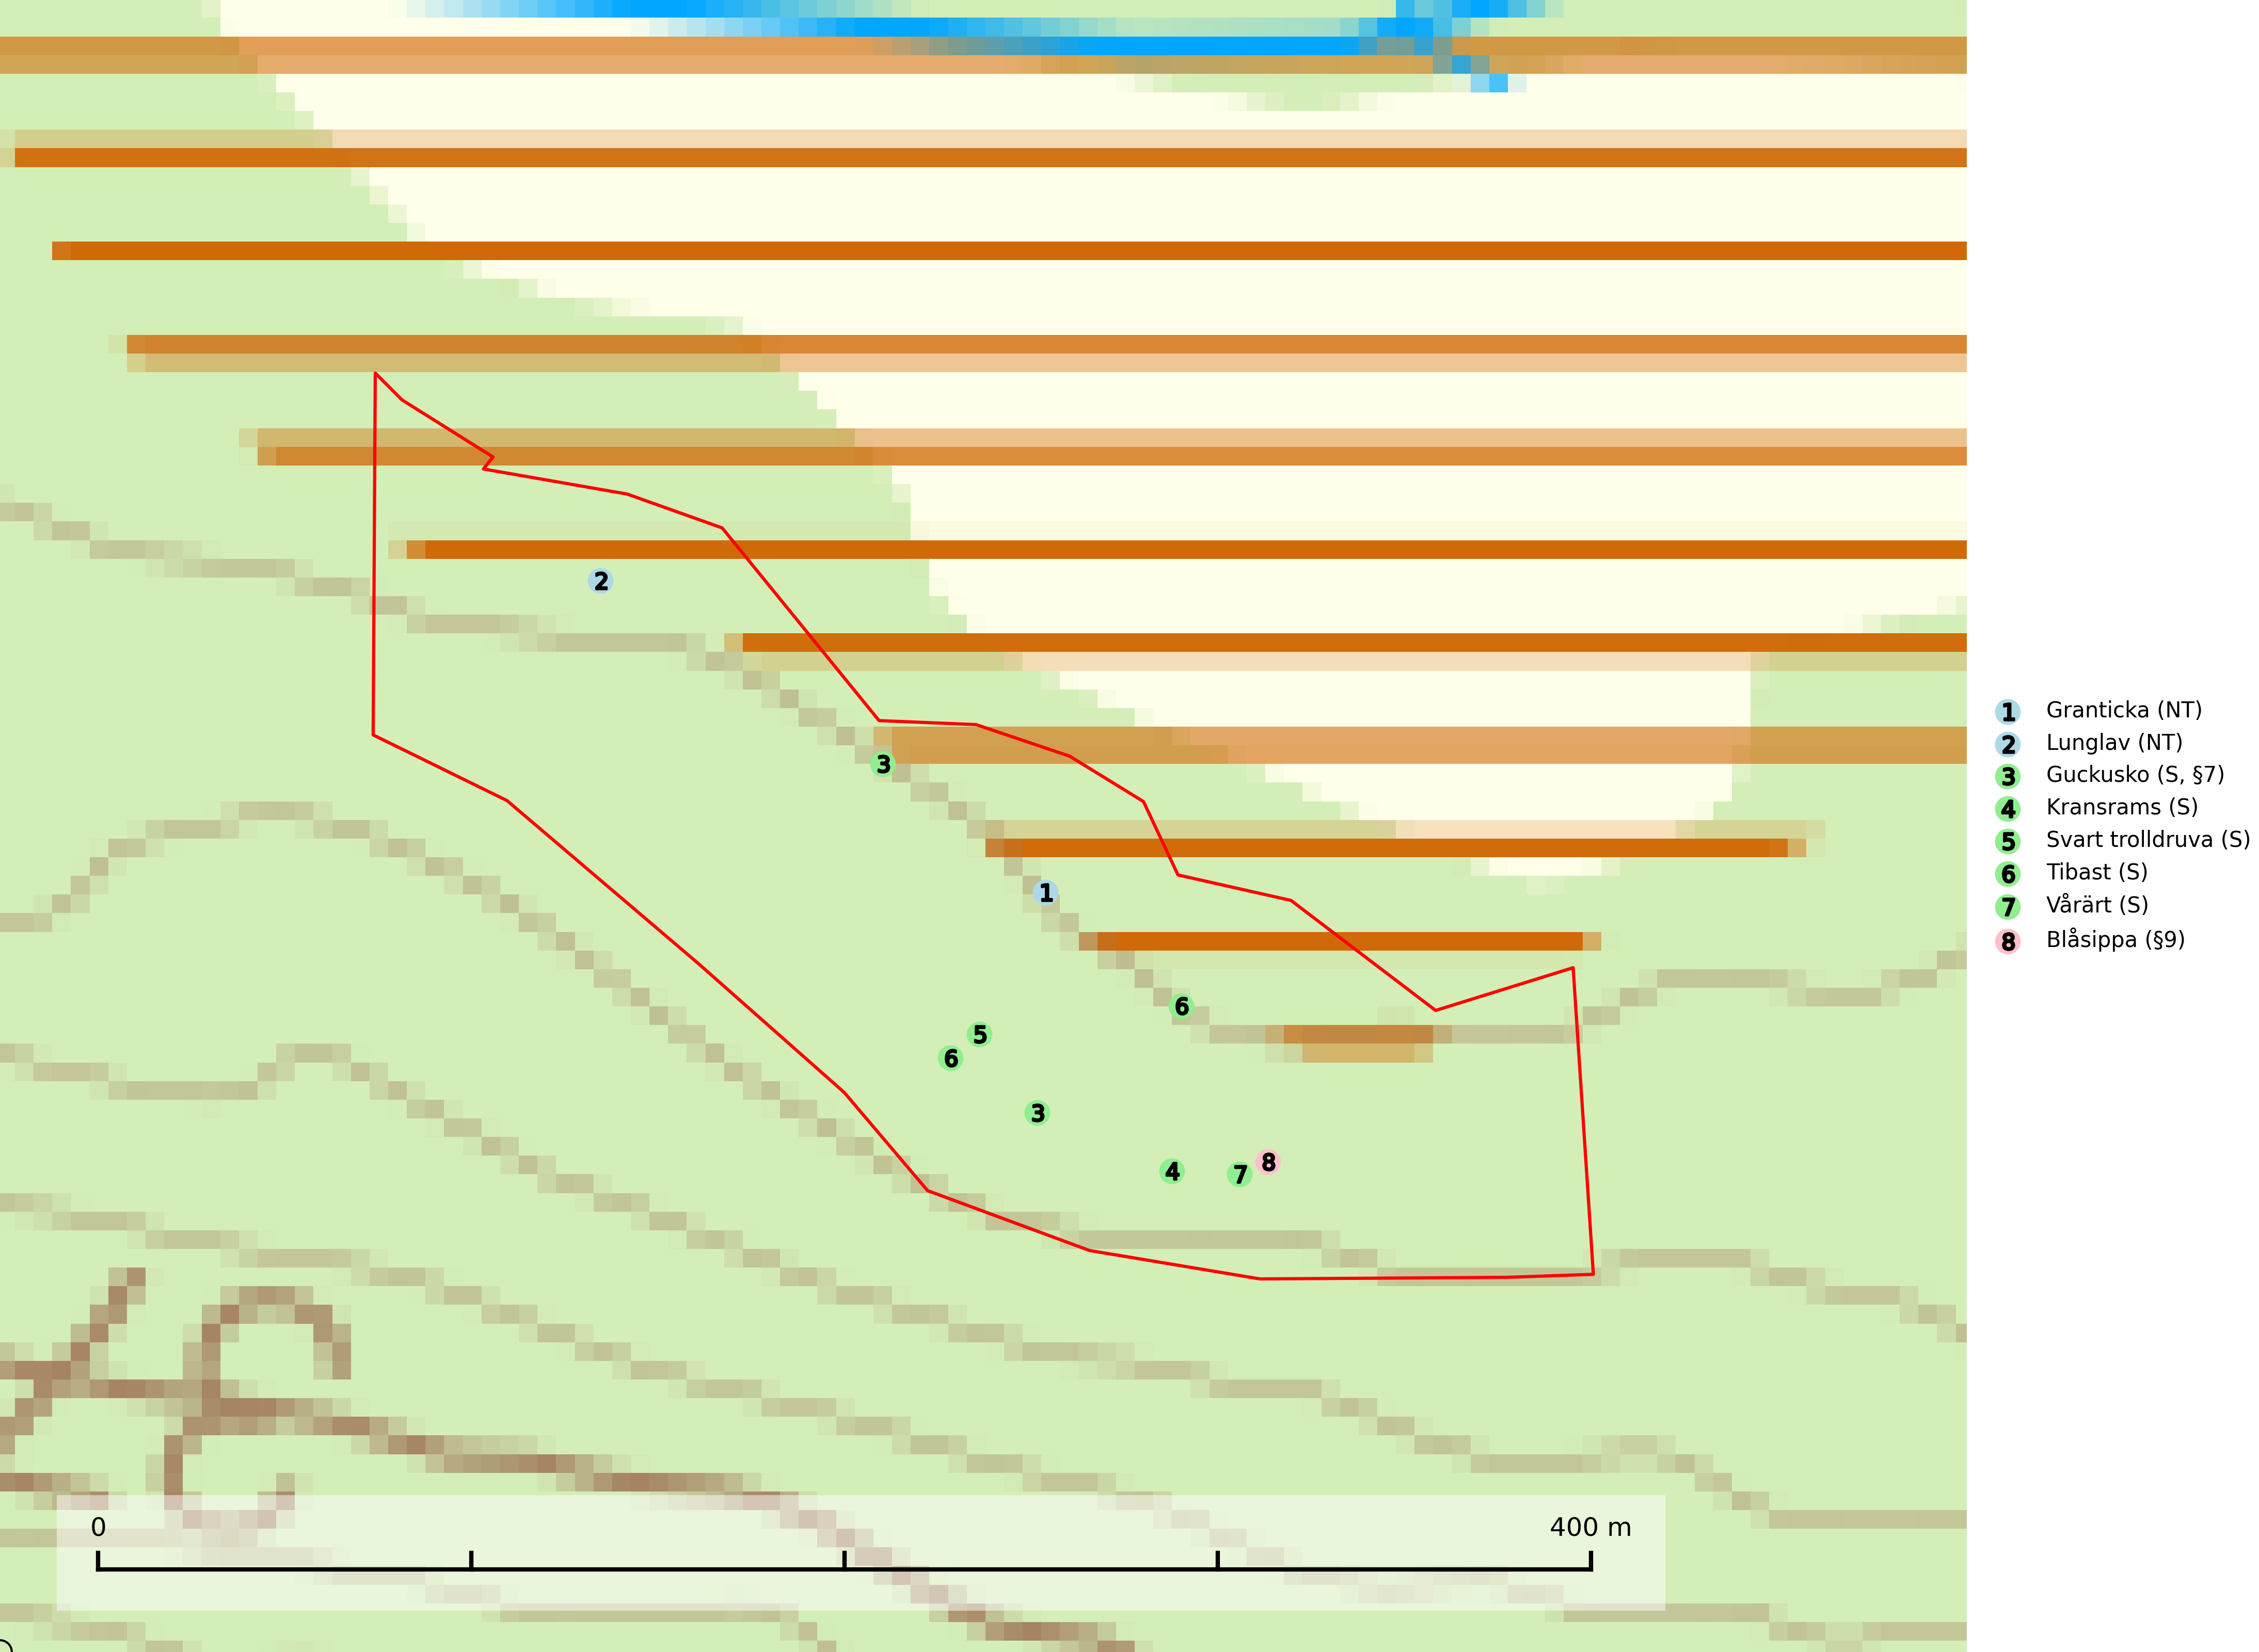 2
3
1
6
5
6
3
4
7
8
0
400 m
1 Granticka (NT)
2 Lunglav (NT)
3 Guckusko (S, §7)
4 Kransrams (S)
5 Svart trolldruva (S)
6 Tibast (S)
7 Vårärt (S)
8 Blåsippa (§9)